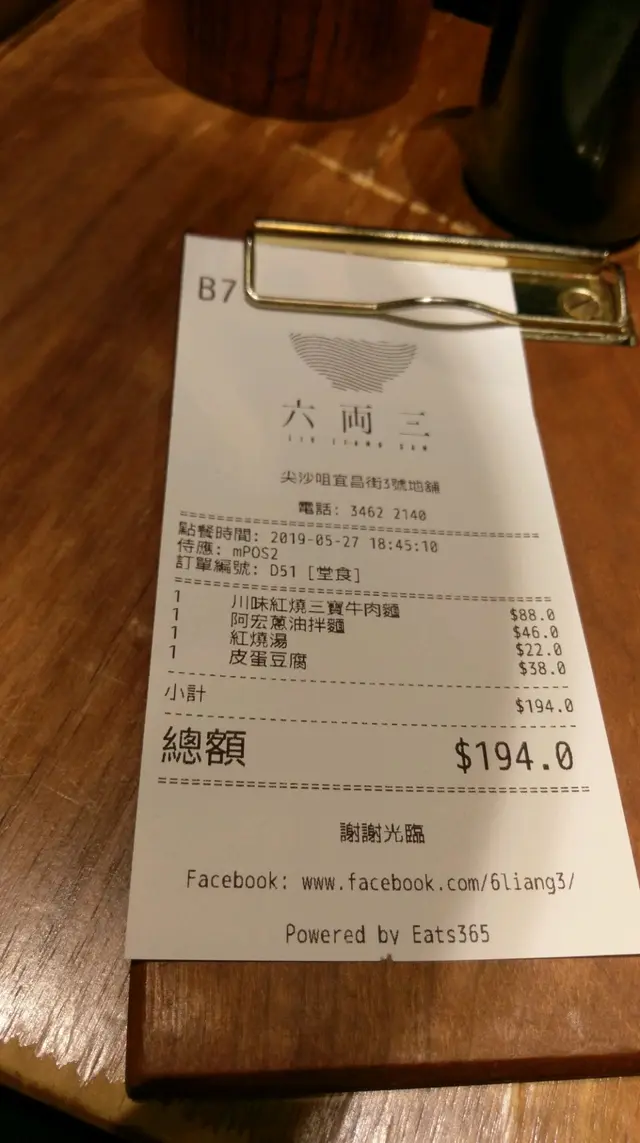 B7
六両三
尖沙咀宜昌街3號地舖
電話: 3462 2140
點餐時間: 2019-05-27 18:45:10
侍應: mPOS2
訂單編號: D51 [堂食]
1 川味紅燒三寶牛肉麵 $88.0
1 阿宏蔥油拌麵 $46.0
1 紅燒湯 $22.0
1 皮蛋豆腐 $38.0
小計 $194.0
總額 $194.0
謝謝光臨
Facebook: www.facebook.com/6liang3/
Powered by Eats365